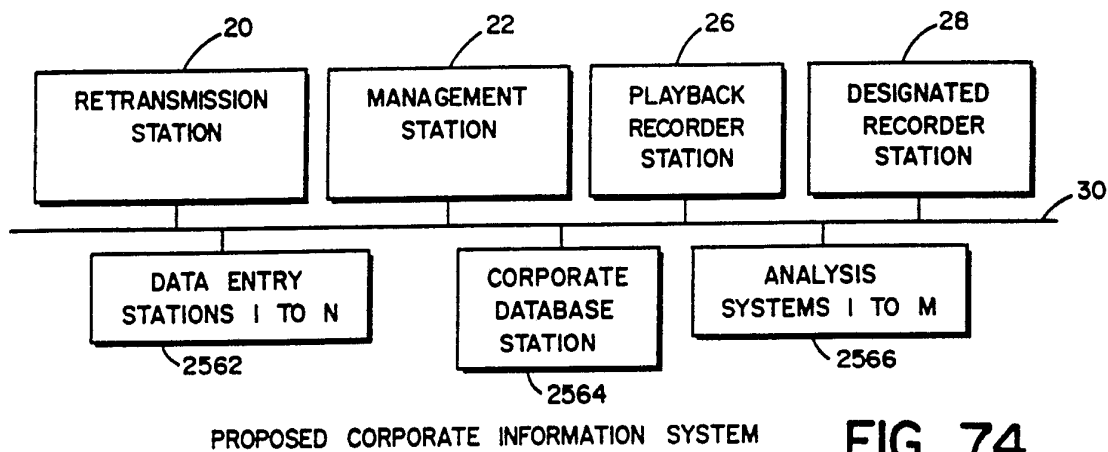 20
22
26
28
RETRANSMISSION
STATION
MANAGEMENT
STATION
PLAYBACK
RECORDER
STATION
DESIGNATED
RECORDER
STATION
30
DATA ENTRY
STATIONS 1 TO N
CORPORATE
DATABASE
STATION
ANALYSIS
SYSTEMS 1 TO M
2562
2564
2566
PROPOSED CORPORATE INFORMATION SYSTEM
FIG. 74